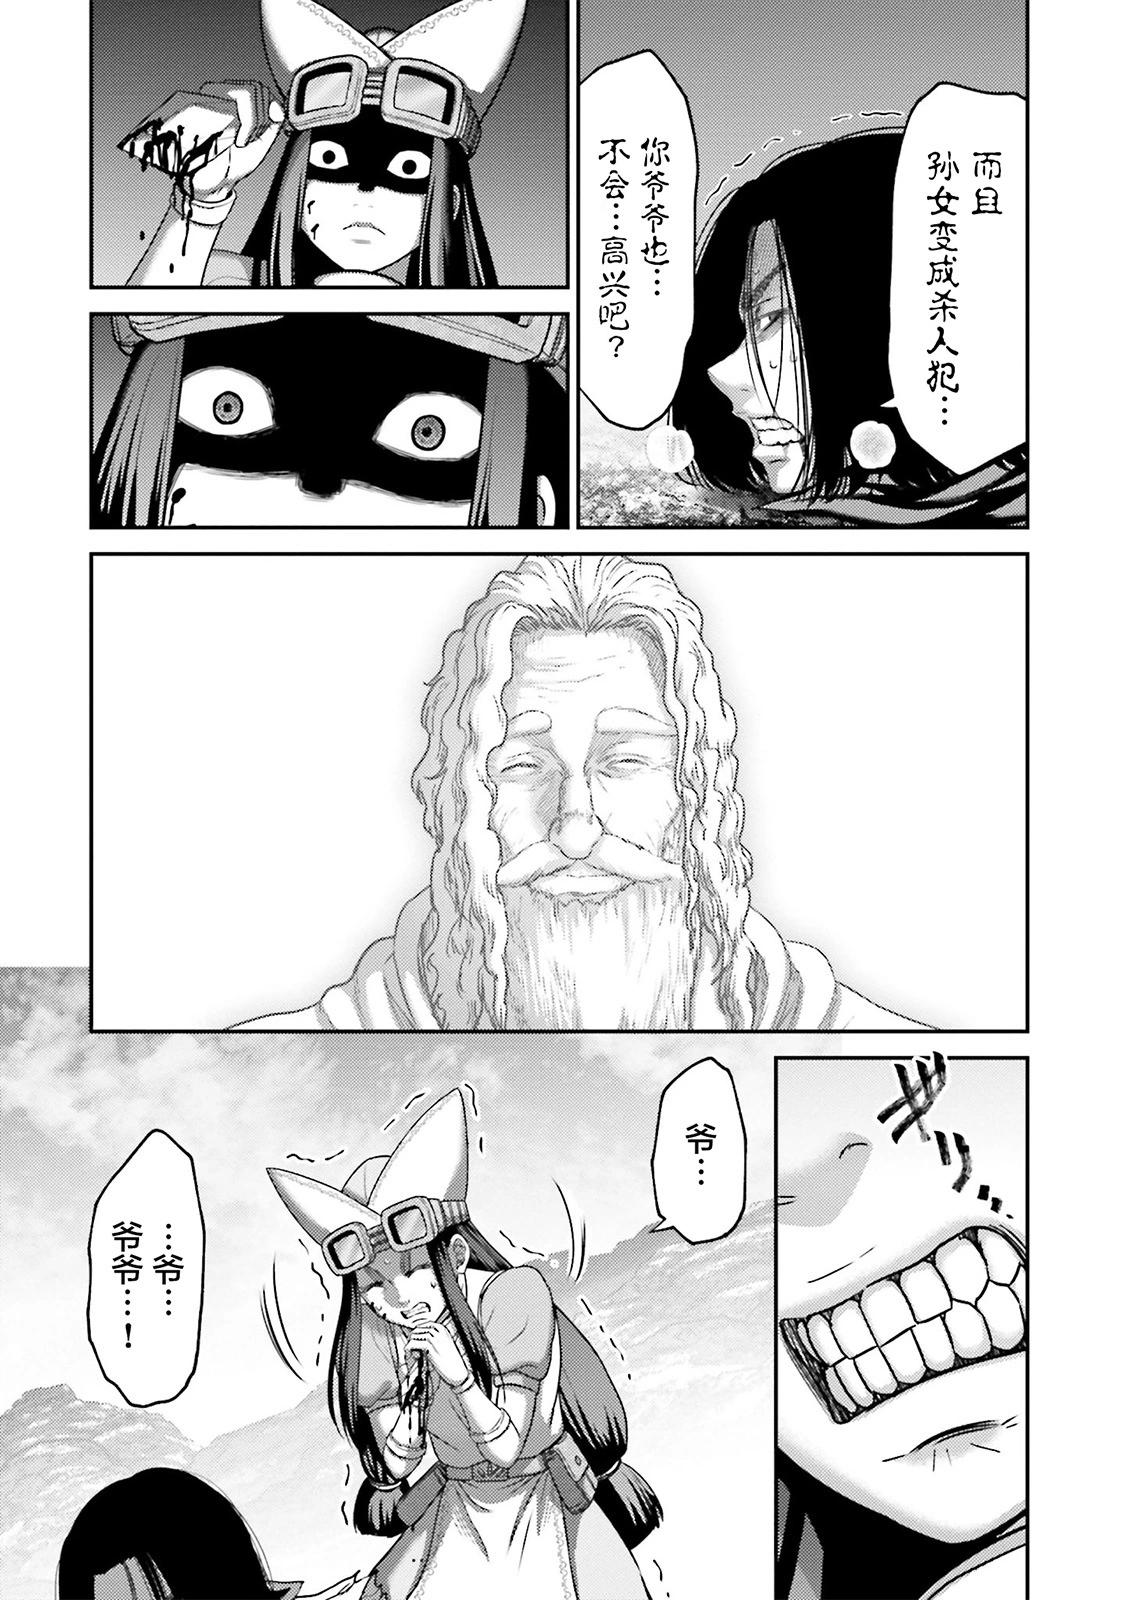 而且
孙女变成杀人犯…
你爷爷也…
不会…高兴吧？
ギリ
爷…
…爷…
爷爷…！